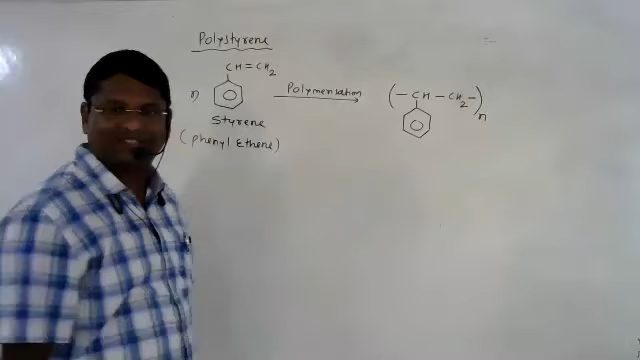 Polystyrene
CH = CH2
n
Polymerisation
( - CH - CH2 - )n
Styrene
(phenyl Ethene)